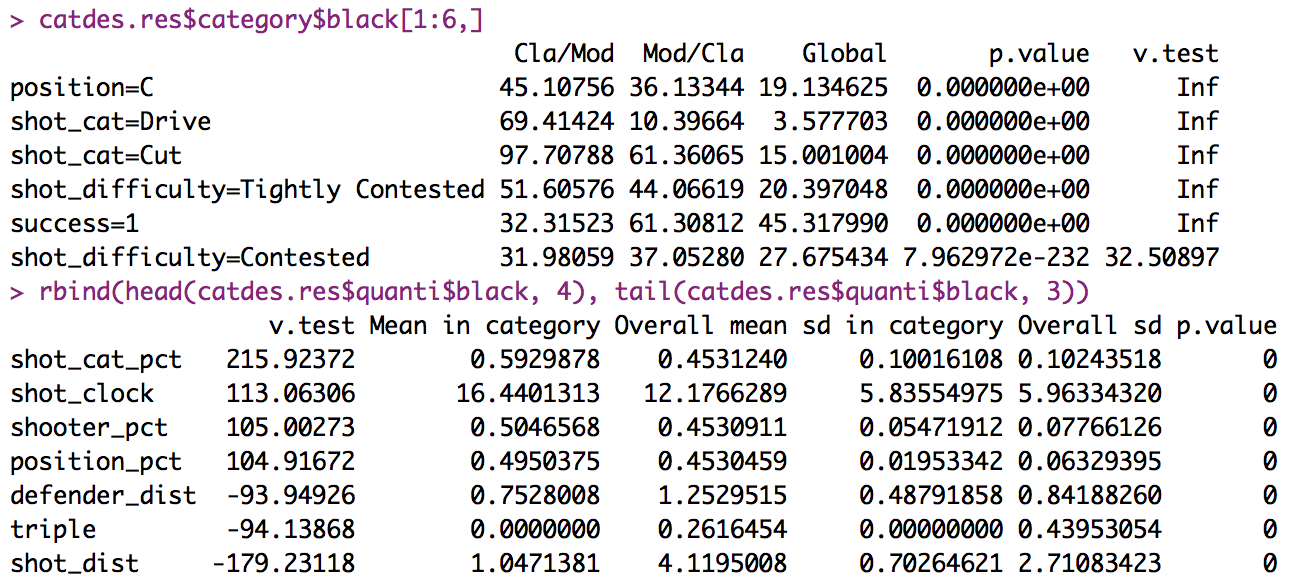 > catdes.res$category$black[1:6,]
Cla/Mod Mod/Cla Global p.value v.test
position=C 45.10756 36.13344 19.134625 0.000000e+00 Inf
shot_cat=Drive 69.41424 10.39664 3.577703 0.000000e+00 Inf
shot_cat=Cut 97.70788 61.36065 15.001004 0.000000e+00 Inf
shot_difficulty=Tightly Contested 51.60576 44.06619 20.397048 0.000000e+00 Inf
success=1 32.31523 61.30812 45.317990 0.000000e+00 Inf
shot_difficulty=Contested 31.98059 37.05280 27.675434 7.962972e-232 32.50897
> rbind(head(catdes.res$quanti$black, 4), tail(catdes.res$quanti$black, 3))
v.test Mean in category Overall mean sd in category Overall sd p.value
shot_cat_pct 215.92372 0.5929878 0.4531240 0.10016108 0.10243518 0
shot_clock 113.06306 16.4401313 12.1766289 5.83554975 5.96334320 0
shooter_pct 105.00273 0.5046568 0.4530911 0.05471912 0.07766126 0
position_pct 104.91672 0.4950375 0.4530459 0.01953342 0.06329395 0
defender_dist -93.94926 0.7528008 1.2529515 0.48791858 0.84188260 0
triple -94.13868 0.0000000 0.2616454 0.00000000 0.43953054 0
shot_dist -179.23118 1.0471381 4.1195008 0.70264621 2.71083423 0